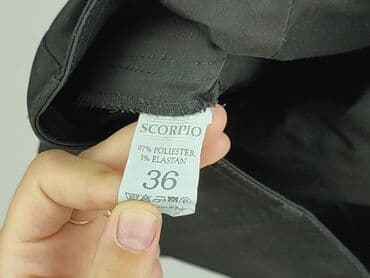 SCORPIO
97% POLIESTER
3% ELASTAN
36